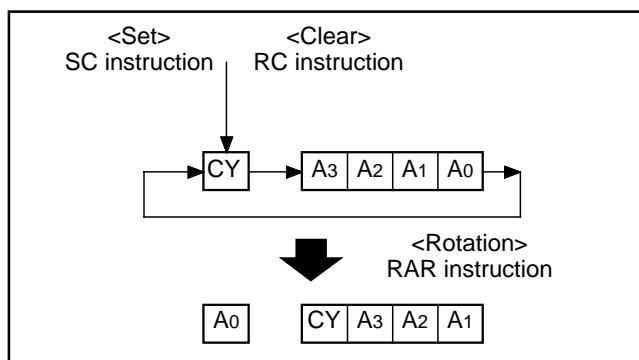 <Set> <Clear>
SC instruction RC instruction
CY A3 A2 A1 A0
<Rotation>
RAR instruction
A0 CY A3 A2 A1